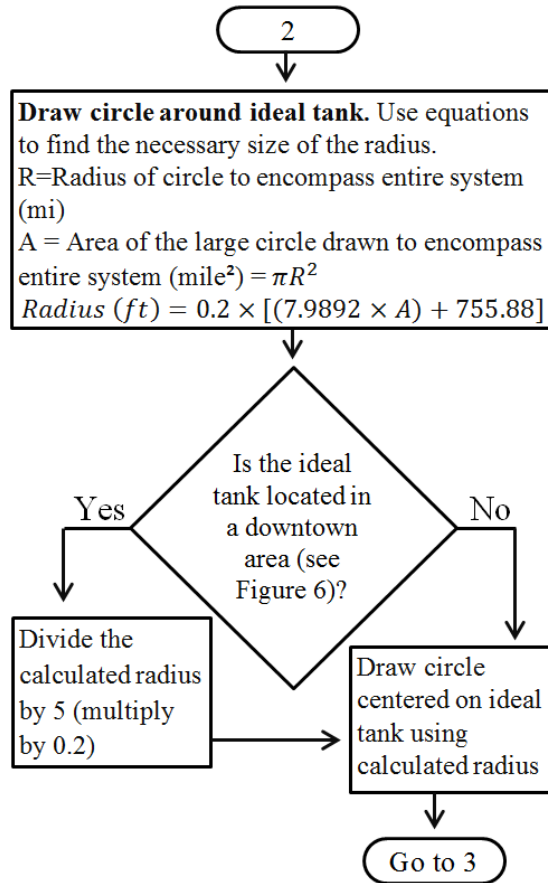 2
Draw circle around ideal tank. Use equations
to find the necessary size of the radius.
R=Radius of circle to encompass entire system
(mi)
A = Area of the large circle drawn to encompass
entire system (mile²) = πR²
Radius (ft) = 0.2 × [(7.9892 × A) + 755.88]
Is the ideal
tank located in
a downtown
area (see
Figure 6)?
Yes
No
Divide the
calculated radius
by 5 (multiply
by 0.2)
Draw circle
centered on ideal
tank using
calculated radius
Go to 3